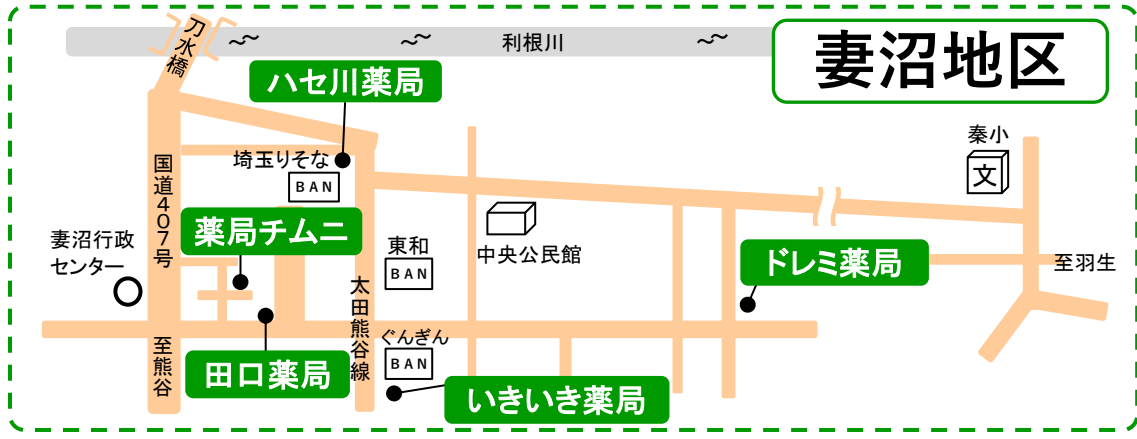 妻沼地区
刀水橋
利根川
ハセ川薬局
埼玉りそな
BAN
秦小
文
国道407号
薬局チムニ
妻沼行政
センター
東和
BAN
中央公民館
ドレミ薬局
至羽生
太田熊谷線
ぐんぎん
BAN
至熊谷
田口薬局
いきいき薬局